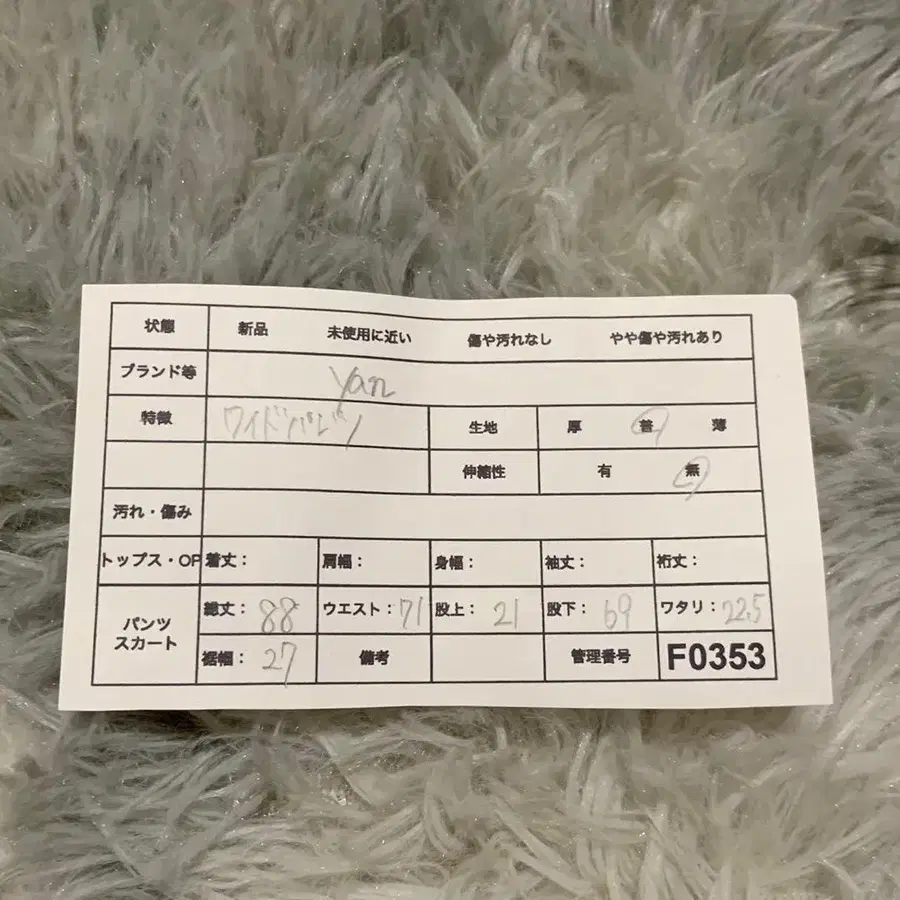 状態 新品 未使用に近い 傷や汚れなし やや傷や汚れあり
ブランド等 yan
特徴 ワイドパンツ 生地 厚 普 薄
伸縮性 有 無
汚れ・傷み
トップス・OP 着丈: 肩幅: 身幅: 袖丈: 裄丈:
パンツ スカート 総丈: 88 ウエスト: 71 股上: 21 股下: 69 ワタリ: 22.5
裾幅: 27 備考 管理番号 F0353